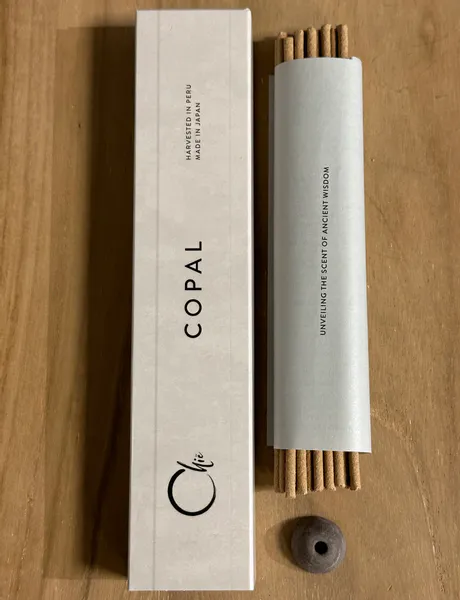 HARVESTED IN PERU
MADE IN JAPAN
COPAL
Chie
UNVEILING THE SCENT OF ANCIENT WISDOM